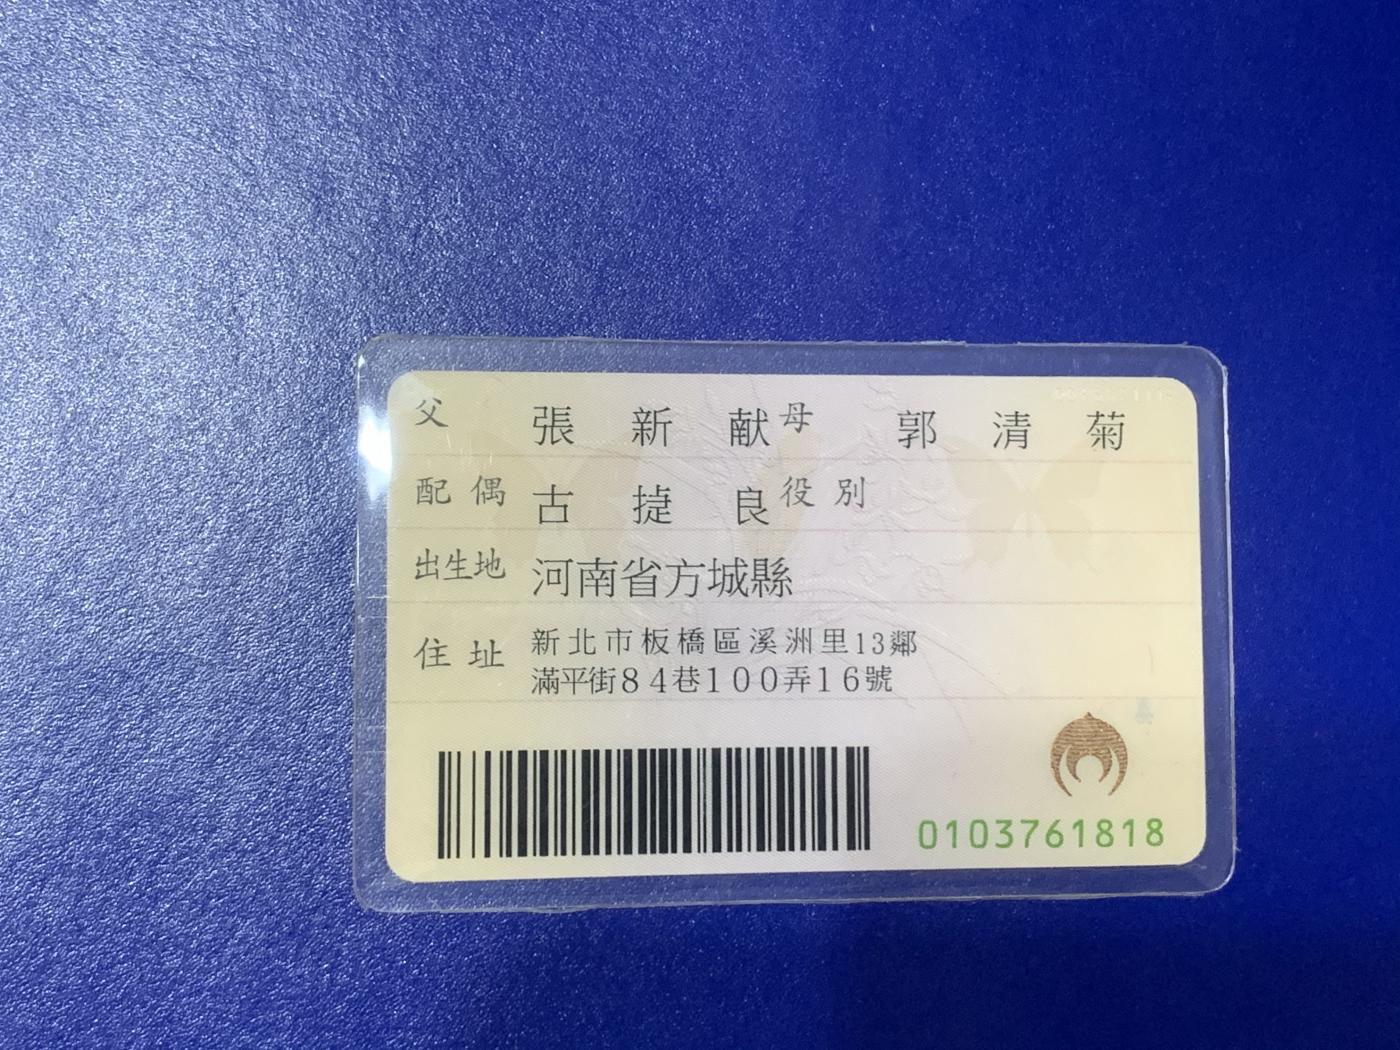 父 張新献 母 郭清菊
配偶 古㨗良 役別
出生地 河南省方城縣
住址 新北市板橋區溪洲里13鄰
滿平街84巷100弄16號
0103761818